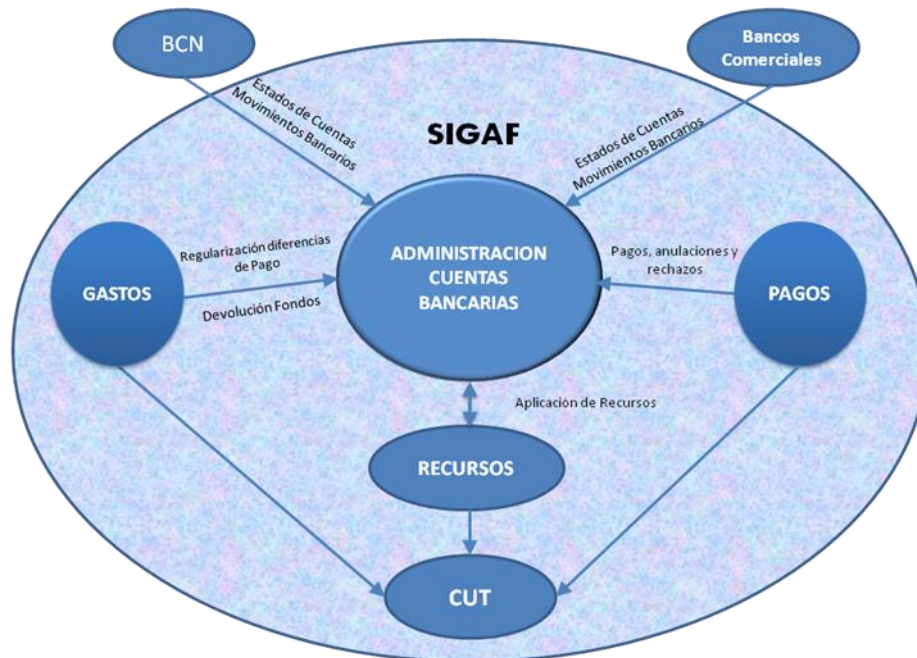 BCN
Bancos
Comerciales
Estados de Cuentas
Movimientos Bancarios
Estados de Cuentas
Movimientos Bancarios
SIGAF
ADMINISTRACION
CUENTAS
BANCARIAS
Regularización diferencias
de Pago
GASTOS
Devolución Fondos
Pagos, anulaciones y
rechazos
PAGOS
Aplicación de Recursos
RECURSOS
CUT